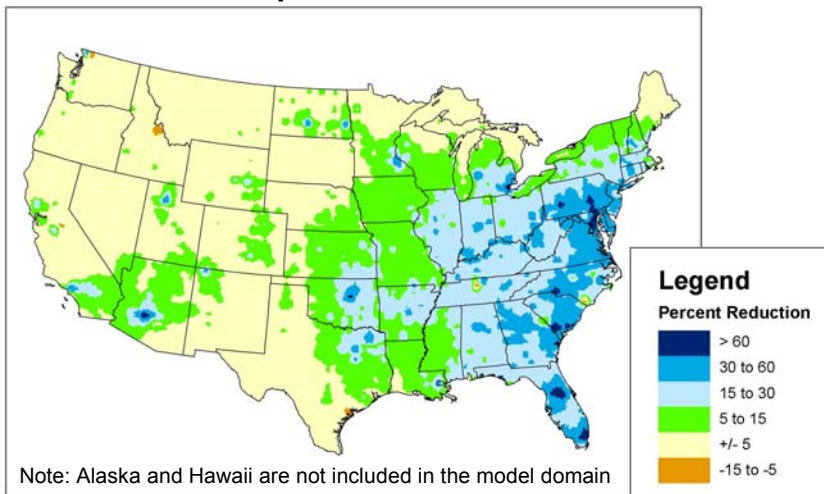 Legend
Percent Reduction
> 60
30 to 60
15 to 30
5 to 15
+/- 5
-15 to -5
Note: Alaska and Hawaii are not included in the model domain